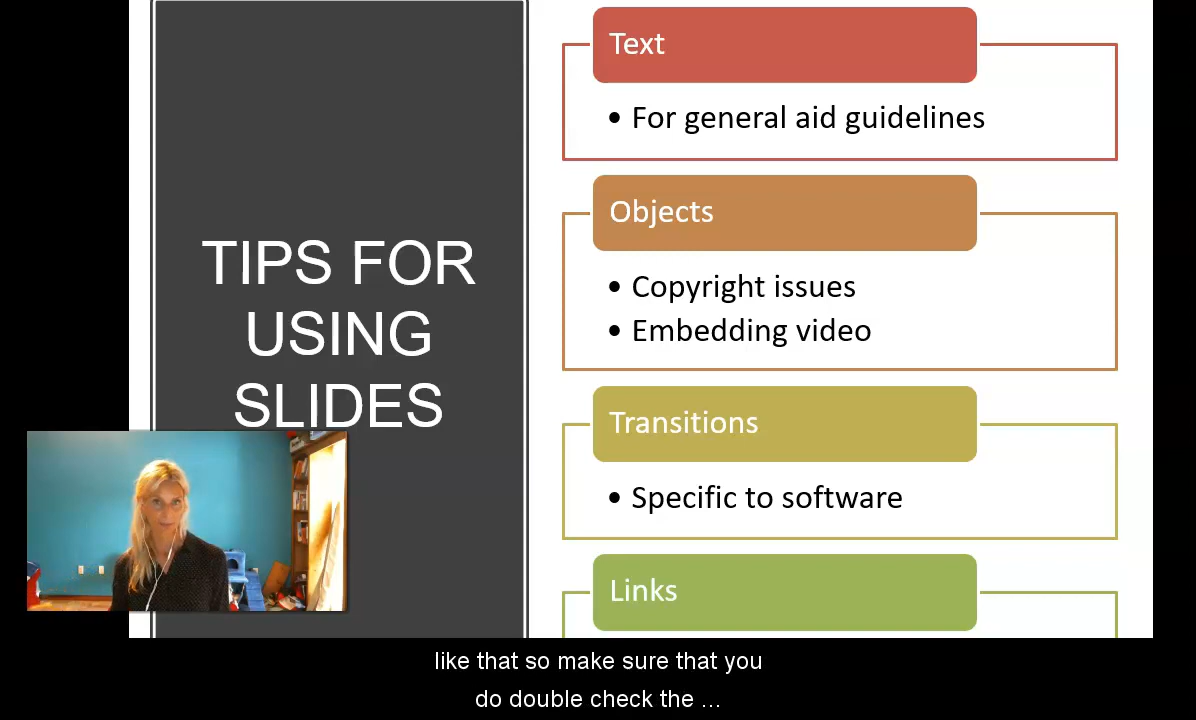 TIPS FOR
USING
SLIDES
Text
• For general aid guidelines
Objects
• Copyright issues
• Embedding video
Transitions
• Specific to software
Links
like that so make sure that you
do double check the ...